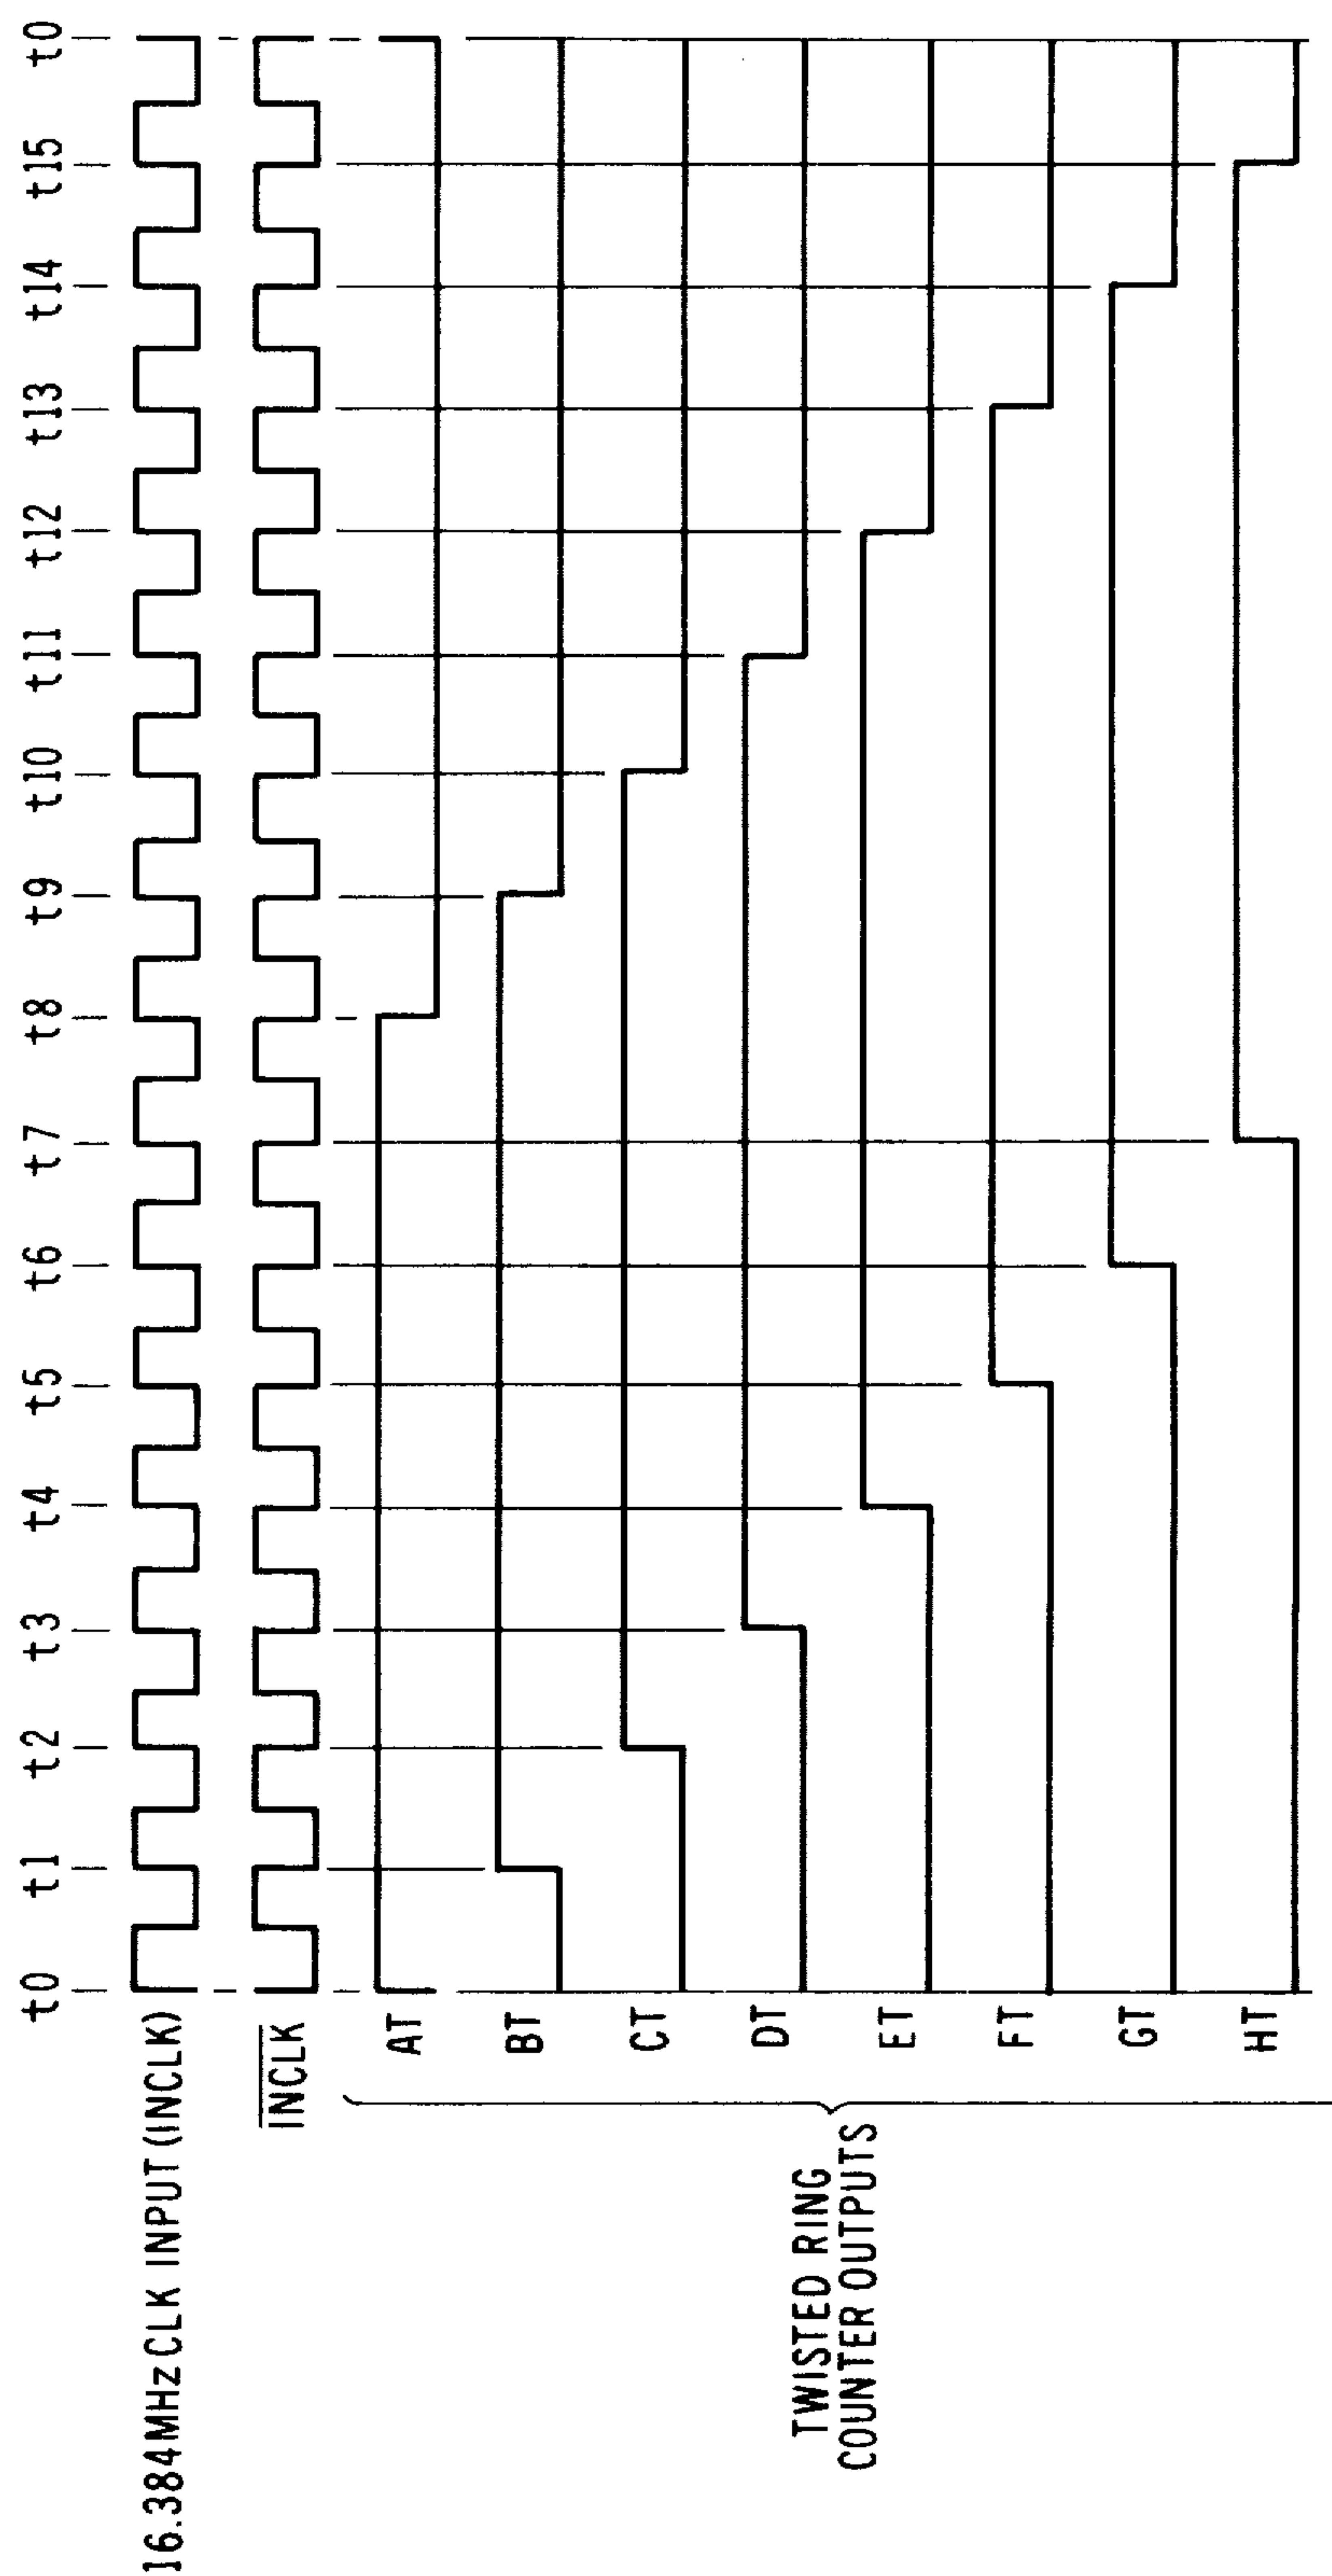 t0 t1 t2 t3 t4 t5 t6 t7 t8 t9 t10 t11 t12 t13 t14 t15 t0
16.384MHz CLK INPUT (INCLK)
INCLK
AT
BT
CT
DT
ET
FT
GT
HT
TWISTED RING
COUNTER OUTPUTS